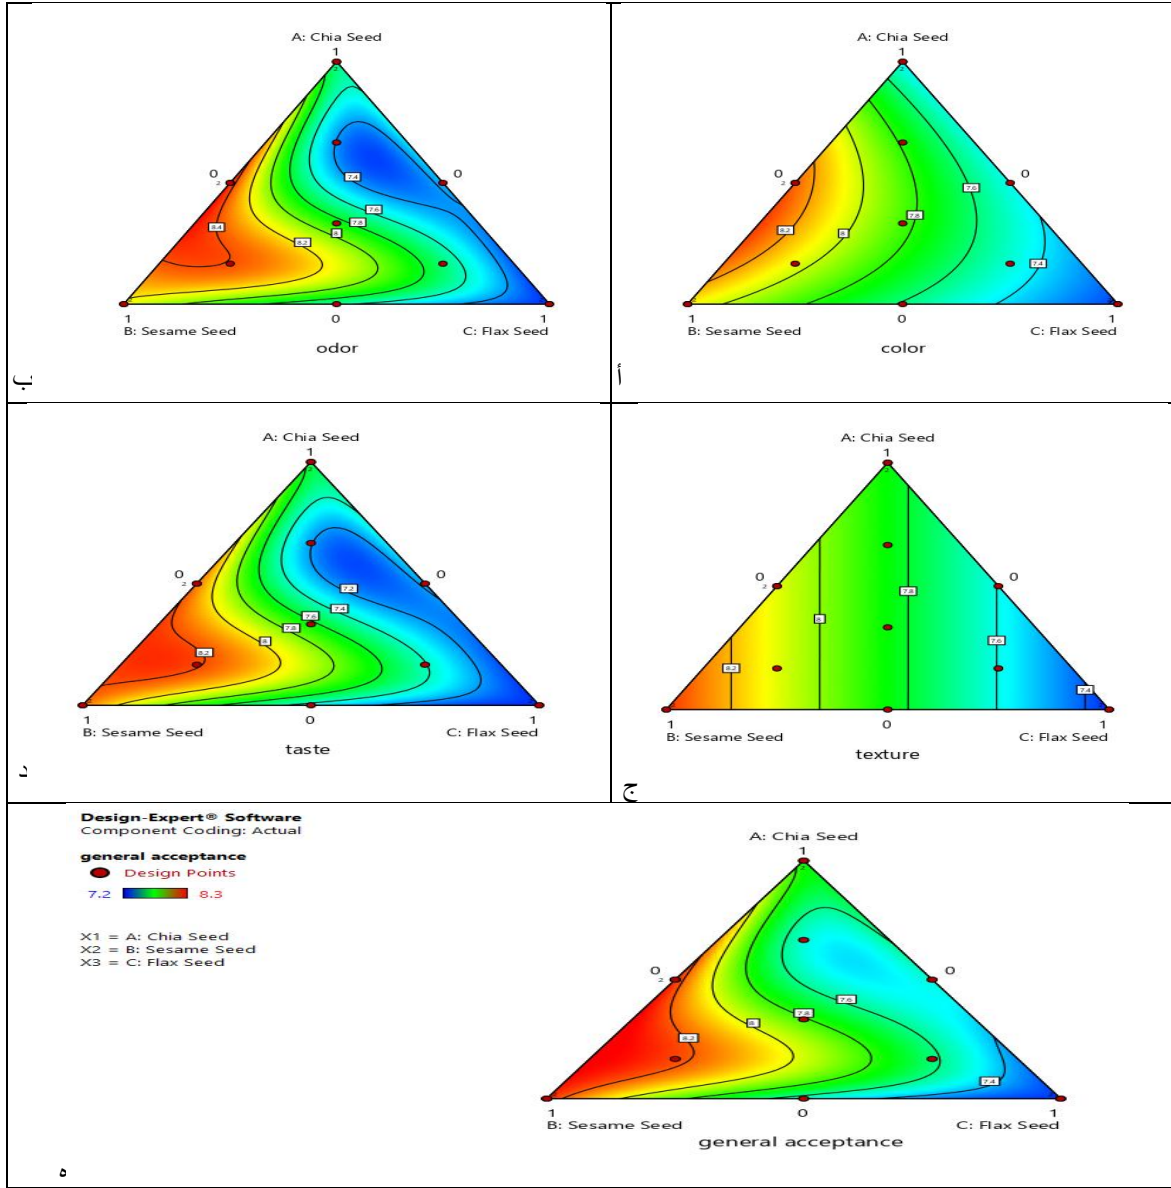 A: Chia Seed
1
2
0
2
0
8.4
8.2
8
7.8
7.6
7.4
1
0
1
B: Sesame Seed
C: Flax Seed
odor
ب
A: Chia Seed
1
2
0
2
0
8.2
8
7.8
7.6
7.4
1
0
1
B: Sesame Seed
C: Flax Seed
color
أ
A: Chia Seed
1
2
0
2
0
8.2
8
7.8
7.6
7.4
7.2
1
0
1
B: Sesame Seed
C: Flax Seed
taste
د
A: Chia Seed
1
2
0
2
0
8.2
8
7.8
7.6
7.4
1
0
1
B: Sesame Seed
C: Flax Seed
texture
ج
Design-Expert® Software
Component Coding: Actual
general acceptance
Design Points
7.2 8.3
X1 = A: Chia Seed
X2 = B: Sesame Seed
X3 = C: Flax Seed
A: Chia Seed
1
2
0
2
0
8.2
8
7.8
7.6
7.4
1
0
1
B: Sesame Seed
C: Flax Seed
general acceptance
ه